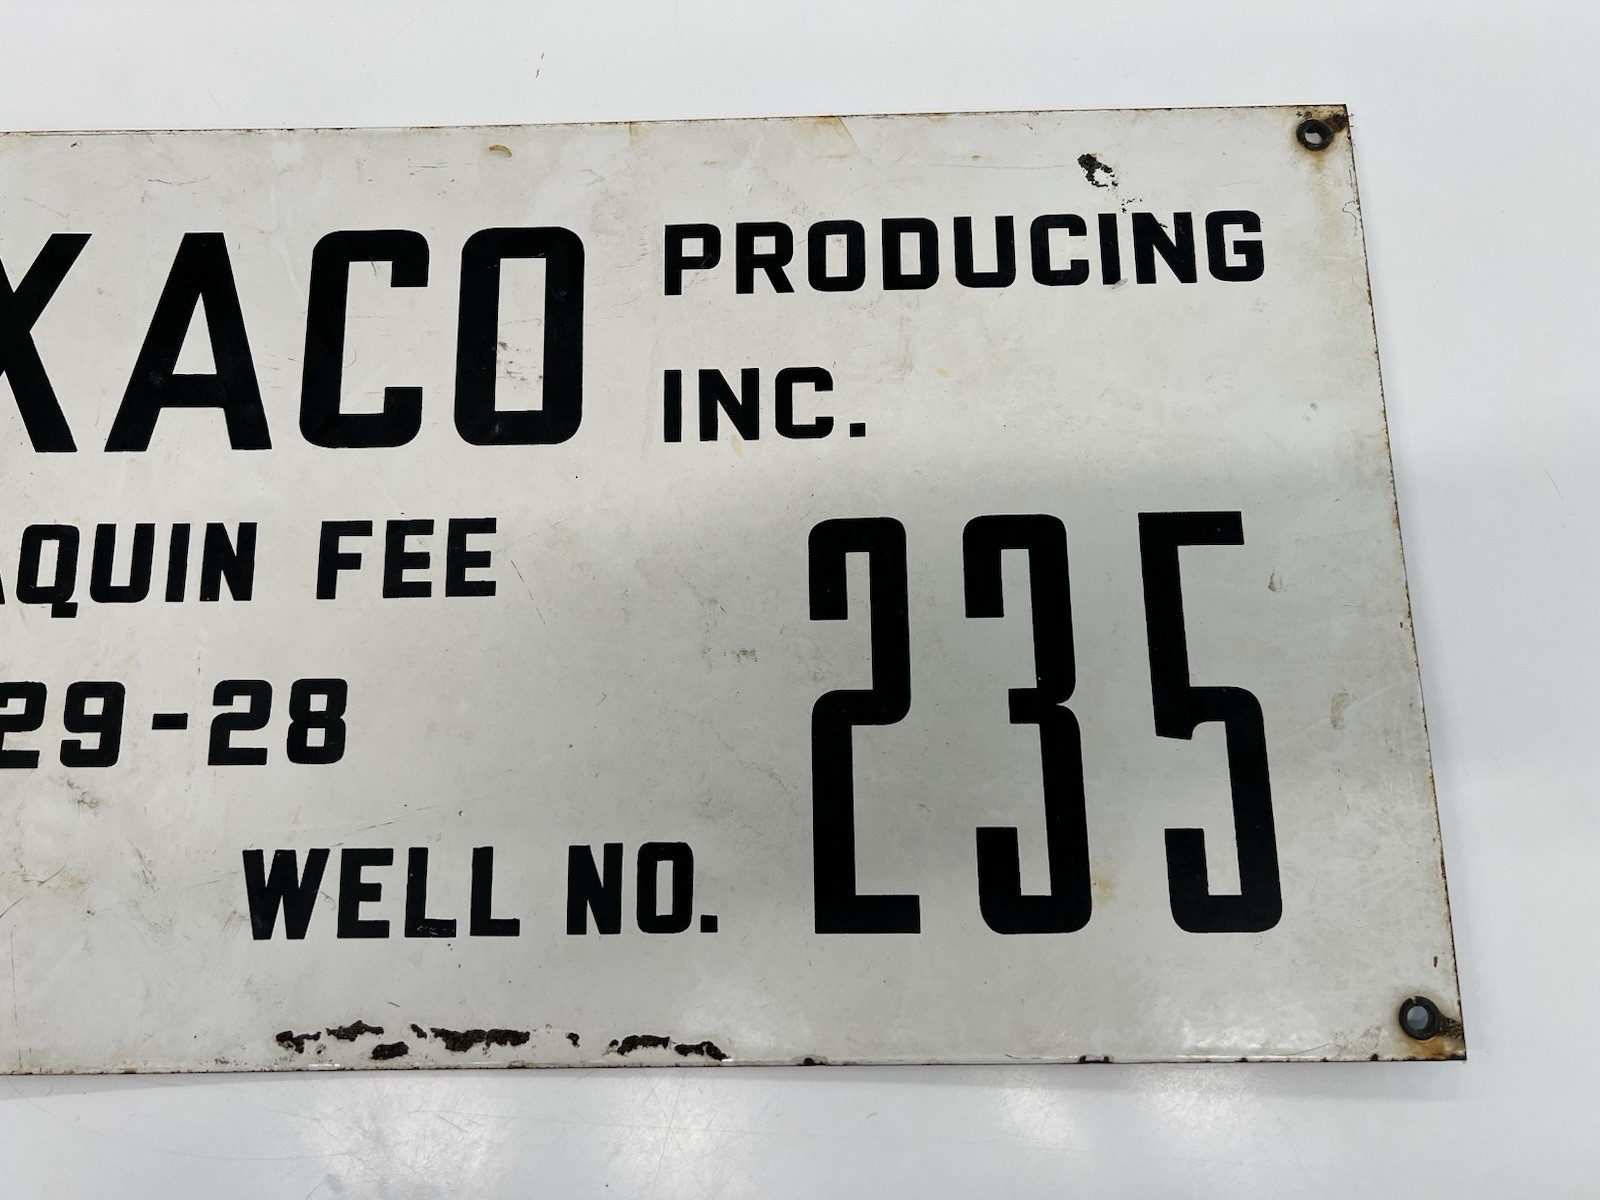 XACO PRODUCING
INC.
AQUIN FEE
29-28
WELL NO. 235